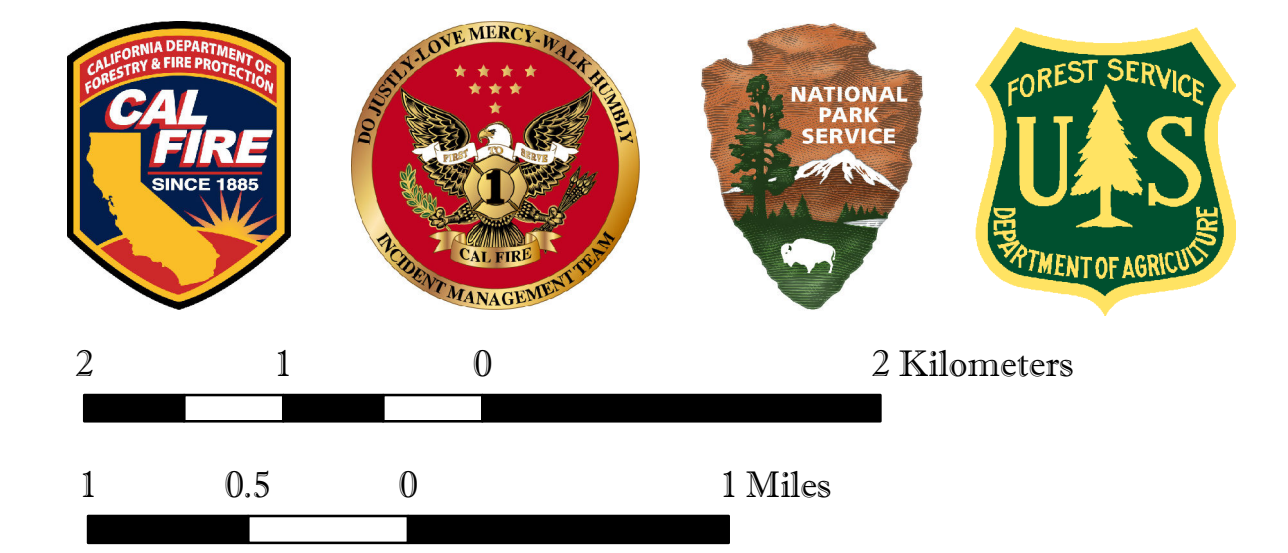 CALIFORNIA DEPARTMENT OF
FORESTRY & FIRE PROTECTION
CAL
FIRE
SINCE 1885
DO JUSTLY-LOVE MERCY-WALK HUMBLY
FIRST TO SERVE
1
CAL FIRE
INCIDENT MANAGEMENT TEAM
NATIONAL
PARK
SERVICE
FOREST SERVICE
U S
DEPARTMENT OF AGRICULTURE
2 1 0 2 Kilometers
1 0.5 0 1 Miles